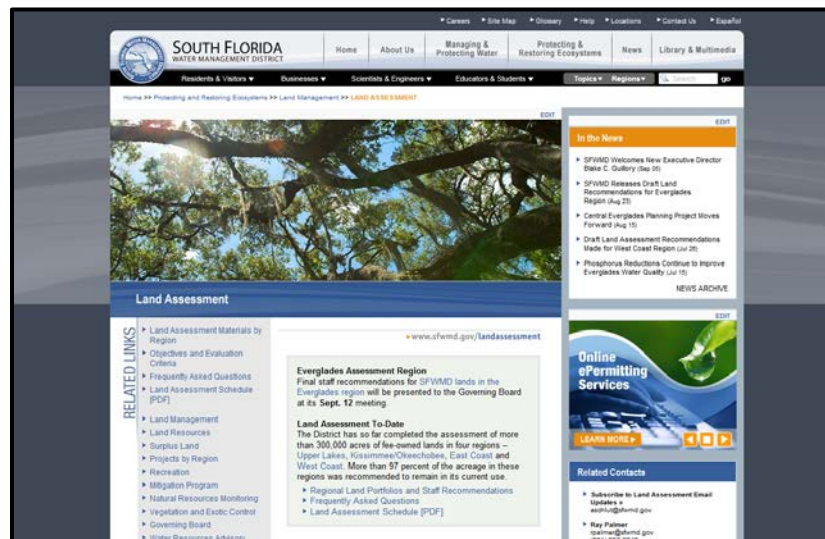 Careers Site Map Glossary Help Locations Contact Us Español
SOUTH FLORIDA
WATER MANAGEMENT DISTRICT
Home About Us Managing & Protecting Water Protecting & Restoring Ecosystems News Library & Multimedia
Residents & Visitors Businesses Scientists & Engineers Educators & Students Topics Regions Search go
Home >> Protecting and Restoring Ecosystems >> Land Management >> LAND ASSESSMENT
EDIT
Land Assessment
RELATED LINKS
Land Assessment Materials by
Region
Objectives and Evaluation
Criteria
Frequently Asked Questions
Land Assessment Schedule
[PDF]
Land Management
Land Resources
Surplus Land
Projects by Region
Recreation
Mitigation Program
Natural Resources Monitoring
Vegetation and Exotic Control
Governing Board
Water Resources Advisory
www.sfwmd.gov/landassessment
Everglades Assessment Region
Final staff recommendations for SFWMD lands in the
Everglades region will be presented to the Governing Board
at its Sept. 12 meeting.
Land Assessment To-Date
The District has so far completed the assessment of more
than 300,000 acres of fee-owned lands in four regions –
Upper Lakes, Kissimmee/Okeechobee, East Coast and
West Coast. More than 97 percent of the acreage in these
regions was recommended to remain in its current use.
Regional Land Portfolios and Staff Recommendations
Frequently Asked Questions
Land Assessment Schedule [PDF]
EDIT
In the News
SFWMD Welcomes New Executive Director
Blake C. Guillory (Sep 05)
SFWMD Releases Draft Land
Recommendations for Everglades
Region (Aug 23)
Central Everglades Planning Project Moves
Forward (Aug 15)
Draft Land Assessment Recommendations
Made for West Coast Region (Jul 26)
Phosphorus Reductions Continue to Improve
Everglades Water Quality (Jul 15)
NEWS ARCHIVE
EDIT
Online
ePermitting
Services
LEARN MORE
Related Contacts
Subscribe to Land Assessment Email
Updates »
aschlut@sfwmd.gov
Ray Palmer
rpalmer@sfwmd.gov